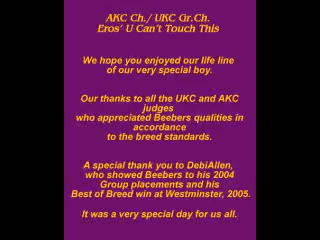 AKC Ch./ UKC Gr.Ch.
Eros' U Can't Touch This
We hope you enjoyed our life line
of our very special boy.
Our thanks to all the UKC and AKC
judges
who appreciated Beebers qualities in
accordance
to the breed standards.
A special thank you to DebiAllen,
who showed Beebers to his 2004
Group placements and his
Best of Breed win at Westminster, 2005.
It was a very special day for us all.